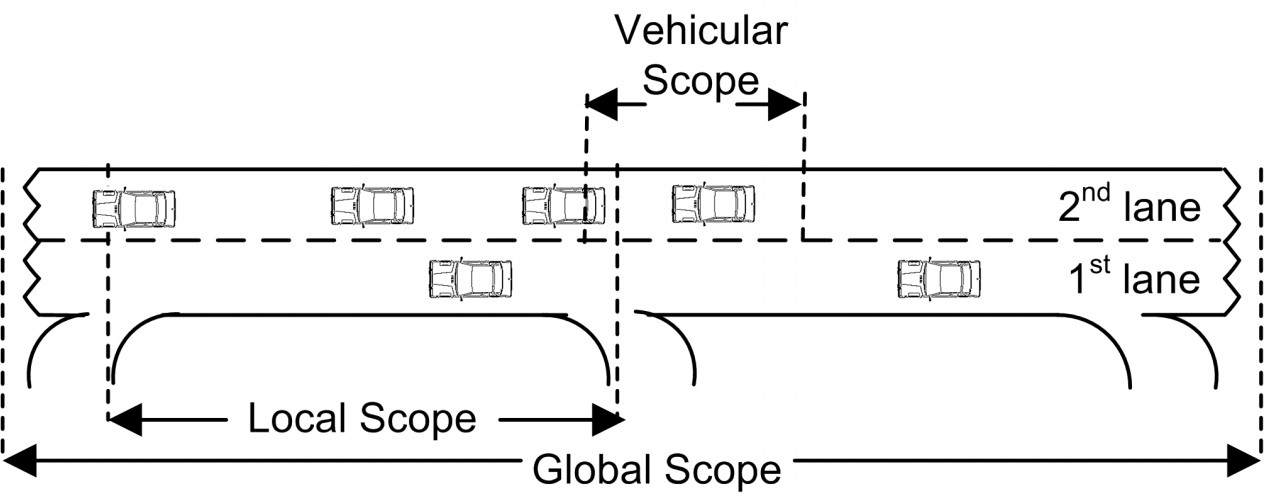 Vehicular
Scope
2nd lane
1st lane
Local Scope
Global Scope